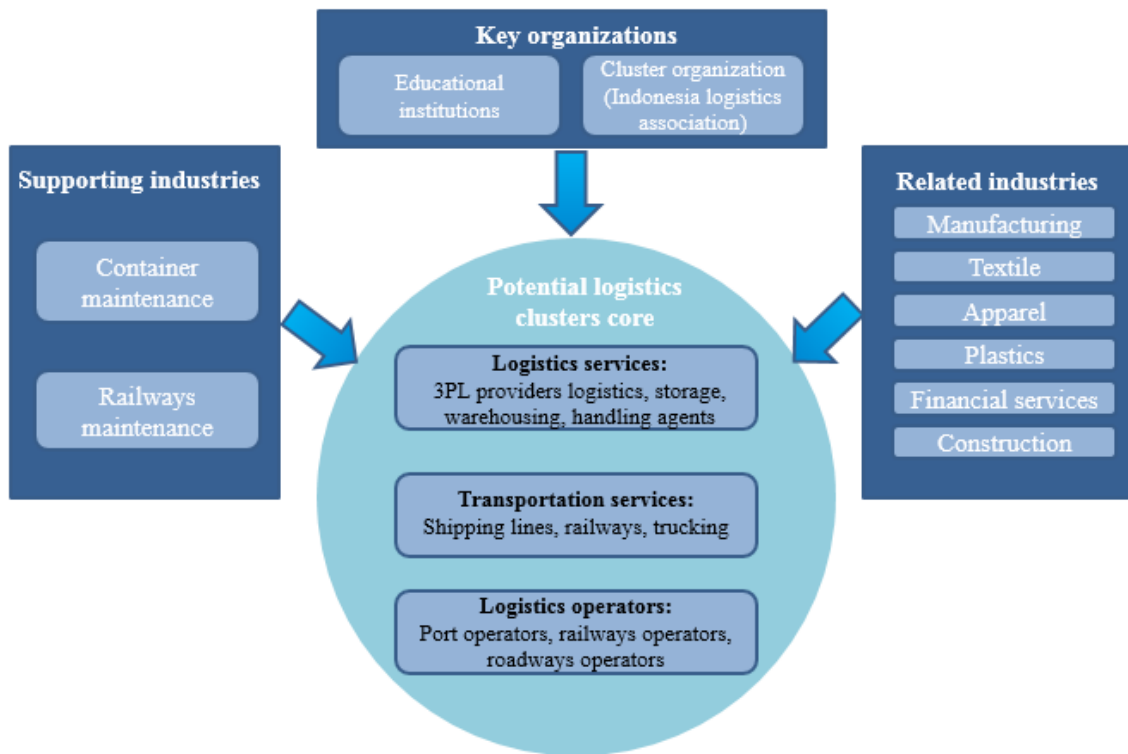 Key organizations
Educational
institutions
Cluster organization
(Indonesia logistics
association)
Supporting industries
Container
maintenance
Railways
maintenance
Related industries
Manufacturing
Textile
Apparel
Plastics
Financial services
Construction
Potential logistics
clusters core
Logistics services:
3PL providers logistics, storage,
warehousing, handling agents
Transportation services:
Shipping lines, railways, trucking
Logistics operators:
Port operators, railways operators,
roadways operators